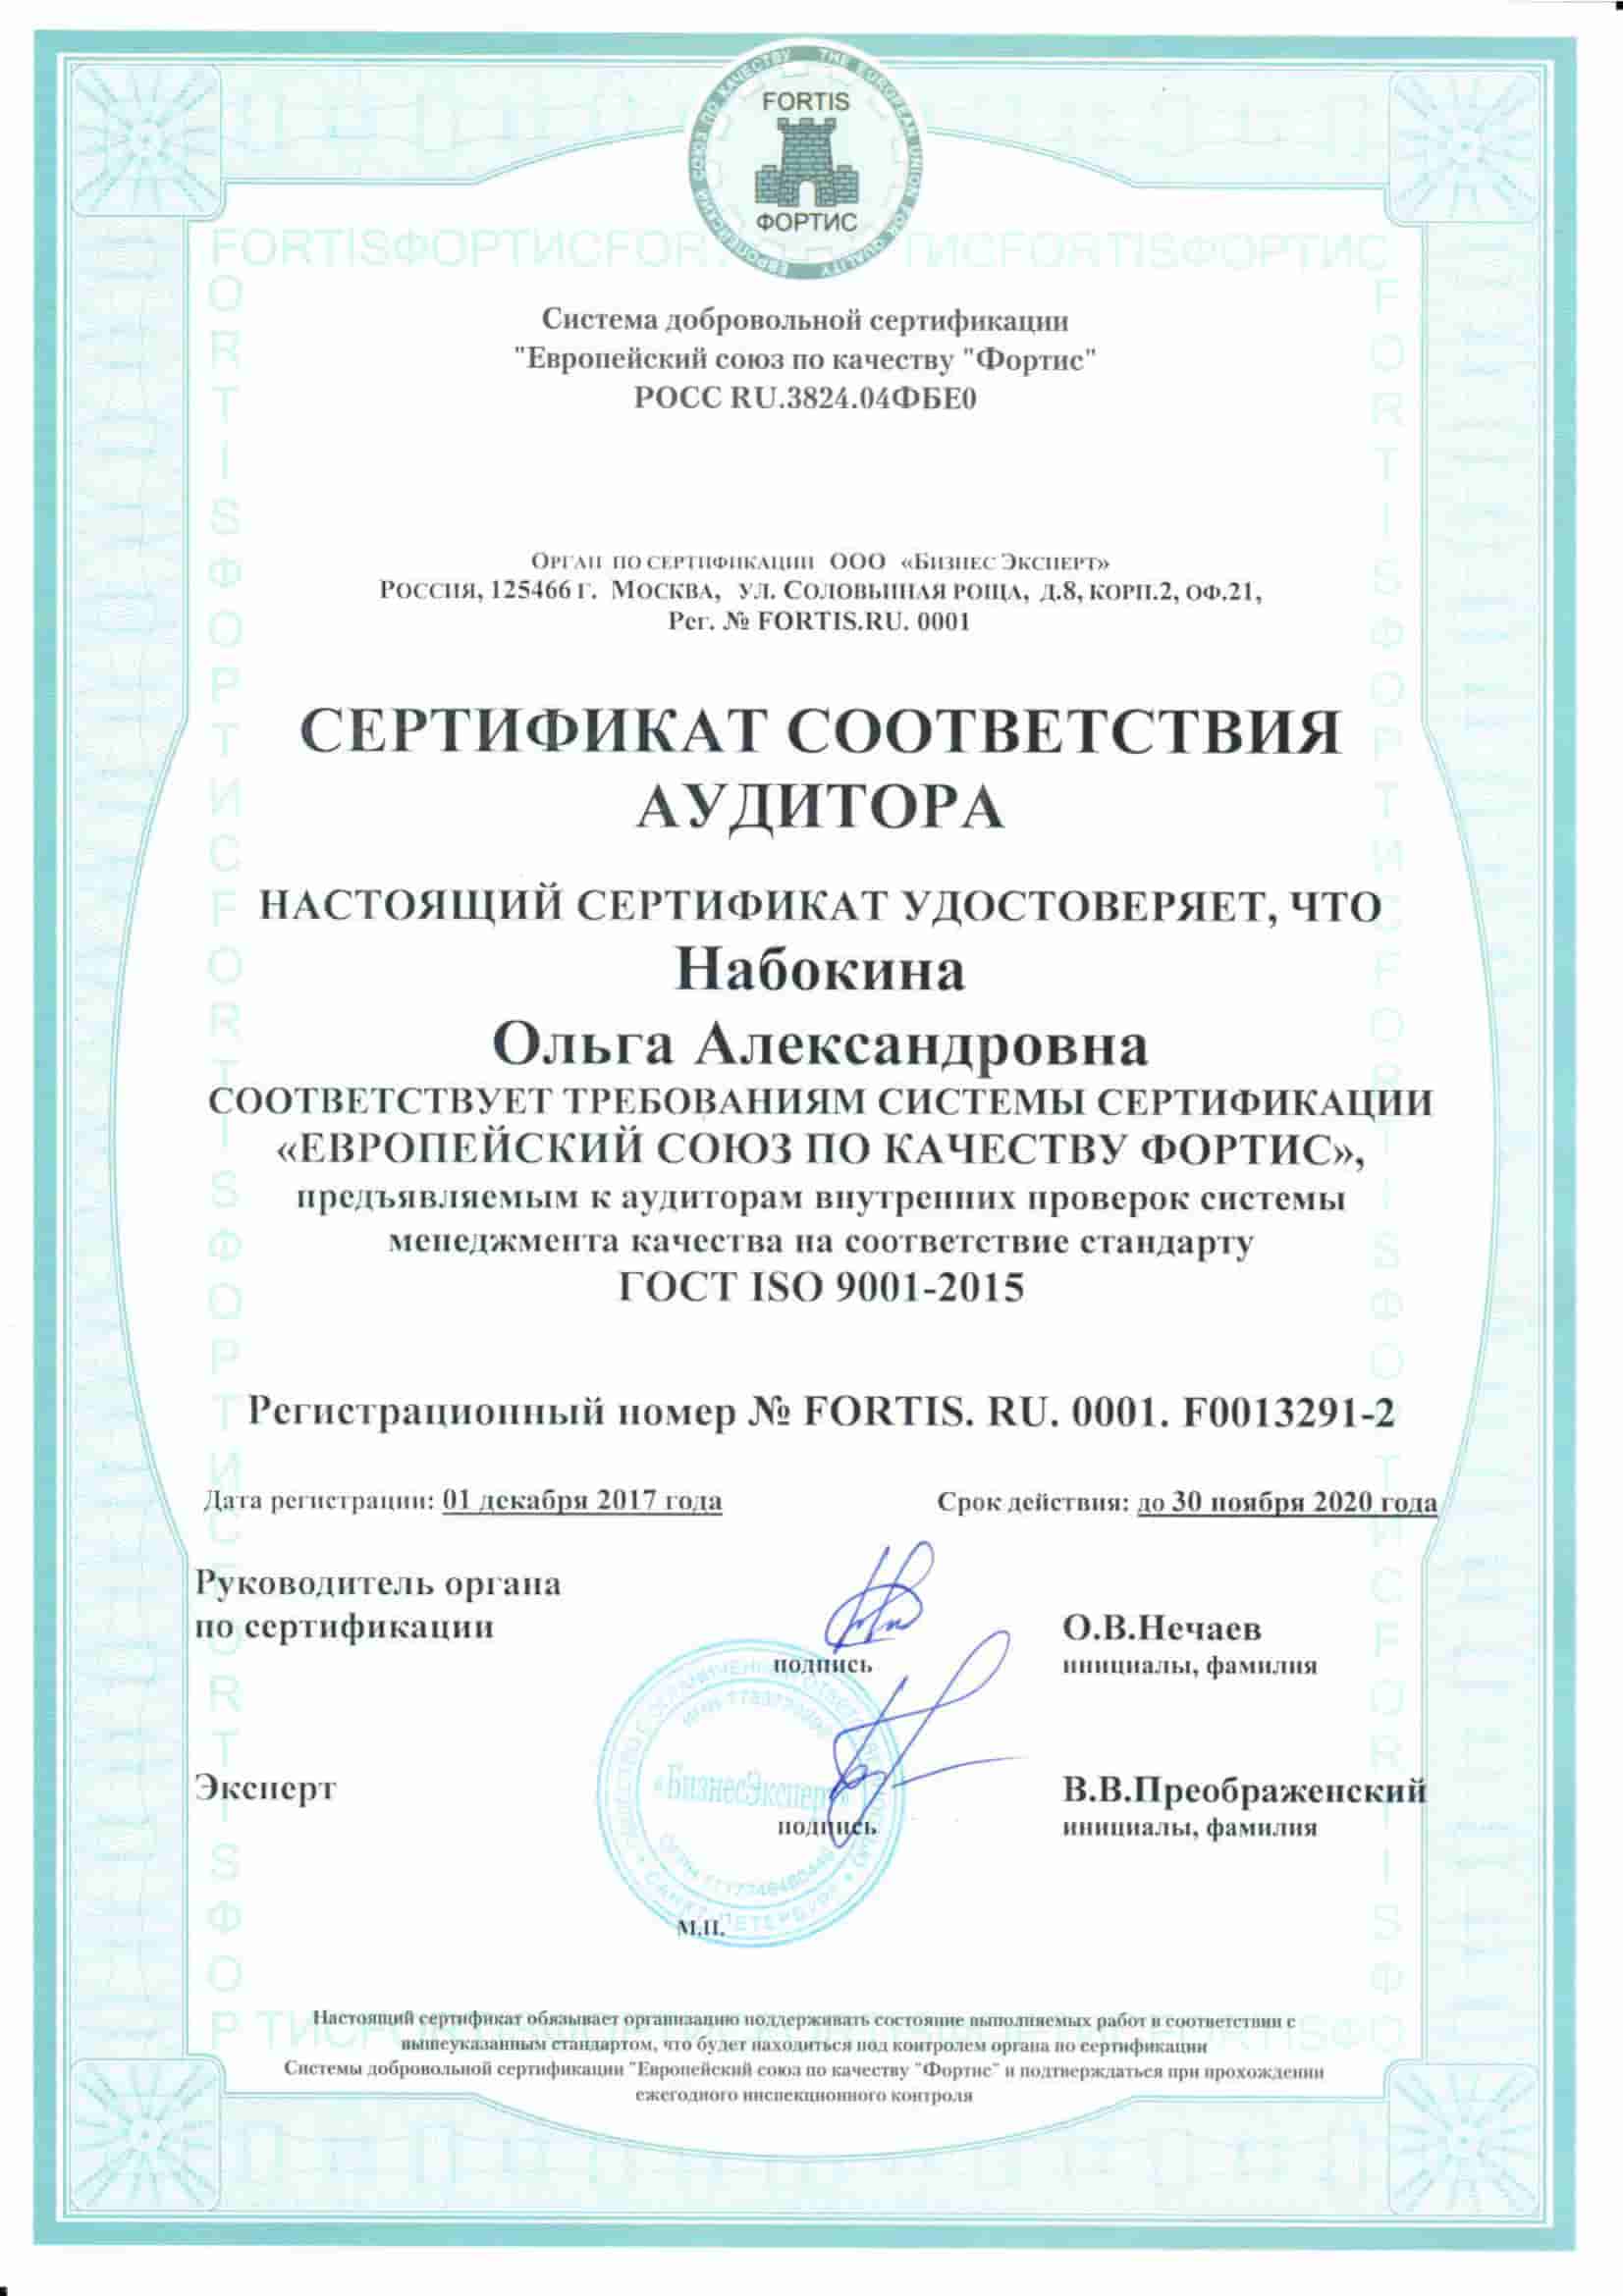 FORTIS
ФОРТИС
ЕВРОПЕЙСКИЙ СОЮЗ ПО КАЧЕСТВУ THE EUROPEAN UNION FOR QUALITY
Система добровольной сертификации
"Европейский союз по качеству "Фортис"
РОСС RU.3824.04ФБЕ0
Орган по сертификации ООО «Бизнес Эксперт»
Россия, 125466 г. Москва, ул. Соловьиная роща, д.8, корп.2, оф.21,
Рег. № FORTIS.RU. 0001
СЕРТИФИКАТ СООТВЕТСТВИЯ
АУДИТОРА
НАСТОЯЩИЙ СЕРТИФИКАТ УДОСТОВЕРЯЕТ, ЧТО
Набокина
Ольга Александровна
СООТВЕТСТВУЕТ ТРЕБОВАНИЯМ СИСТЕМЫ СЕРТИФИКАЦИИ
«ЕВРОПЕЙСКИЙ СОЮЗ ПО КАЧЕСТВУ ФОРТИС»,
предъявляемым к аудиторам внутренних проверок системы
менеджмента качества на соответствие стандарту
ГОСТ ISO 9001-2015
Регистрационный номер № FORTIS. RU. 0001. F0013291-2
Дата регистрации: 01 декабря 2017 года Срок действия: до 30 ноября 2020 года
Руководитель органа
по сертификации
О.В.Нечаев
подпись инициалы, фамилия
Эксперт В.В.Преображенский
«БизнесЭксперт»
подпись инициалы, фамилия
САНКТ-ПЕТЕРБУРГ
М.П.
Настоящий сертификат обязывает организацию поддерживать состояние выполняемых работ в соответствии с
вышеуказанным стандартом, что будет находиться под контролем органа по сертификации
Системы добровольной сертификации "Европейский союз по качеству "Фортис" и подтверждаться при прохождении
ежегодного инспекционного контроля